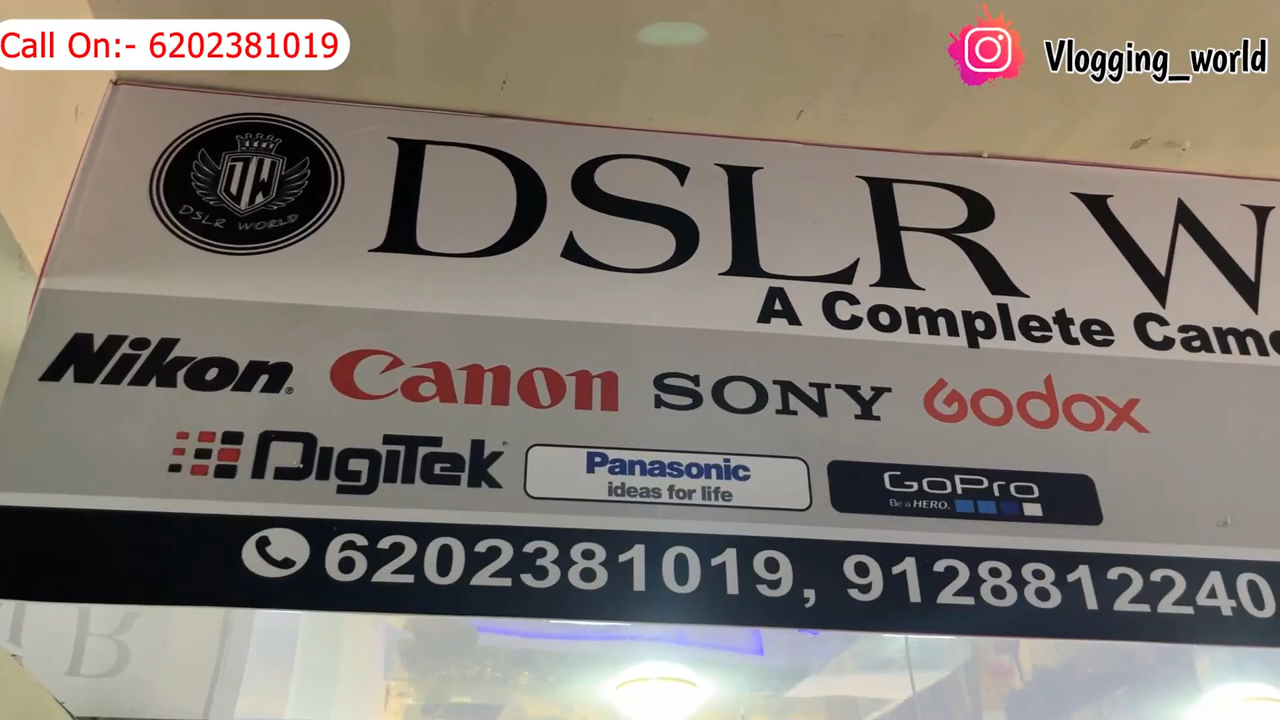 Call On:- 6202381019
Vlogging_world
DW
DSLR WORLD
DSLR
A Complete
Nikon Canon SONY Godox
DigiTek Panasonic ideas for life GoPro Be a HERO.
6202381019, 9128812240